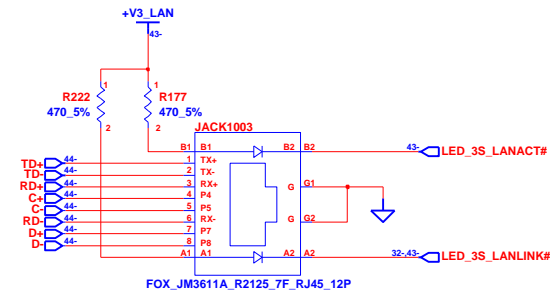 +V3_LAN
43-
1 1
R222 R177
470_5% 470_5%
2 2
JACK1003
B1 B1 B2 B2 43- LED_3S_LANACT#
TD+ 44- 1 TX+
TD- 44- 2 TX-
RD+ 44- 3 RX+ G G1
C+ 44- 4 P4
C- 44- 5 P5
RD- 44- 6 RX- G G2
D+ 44- 7 P7
D- 44- 8 P8
A1 A1 A2 A2 32-,43- LED_3S_LANLINK#
FOX_JM3611A_R2125_7F_RJ45_12P